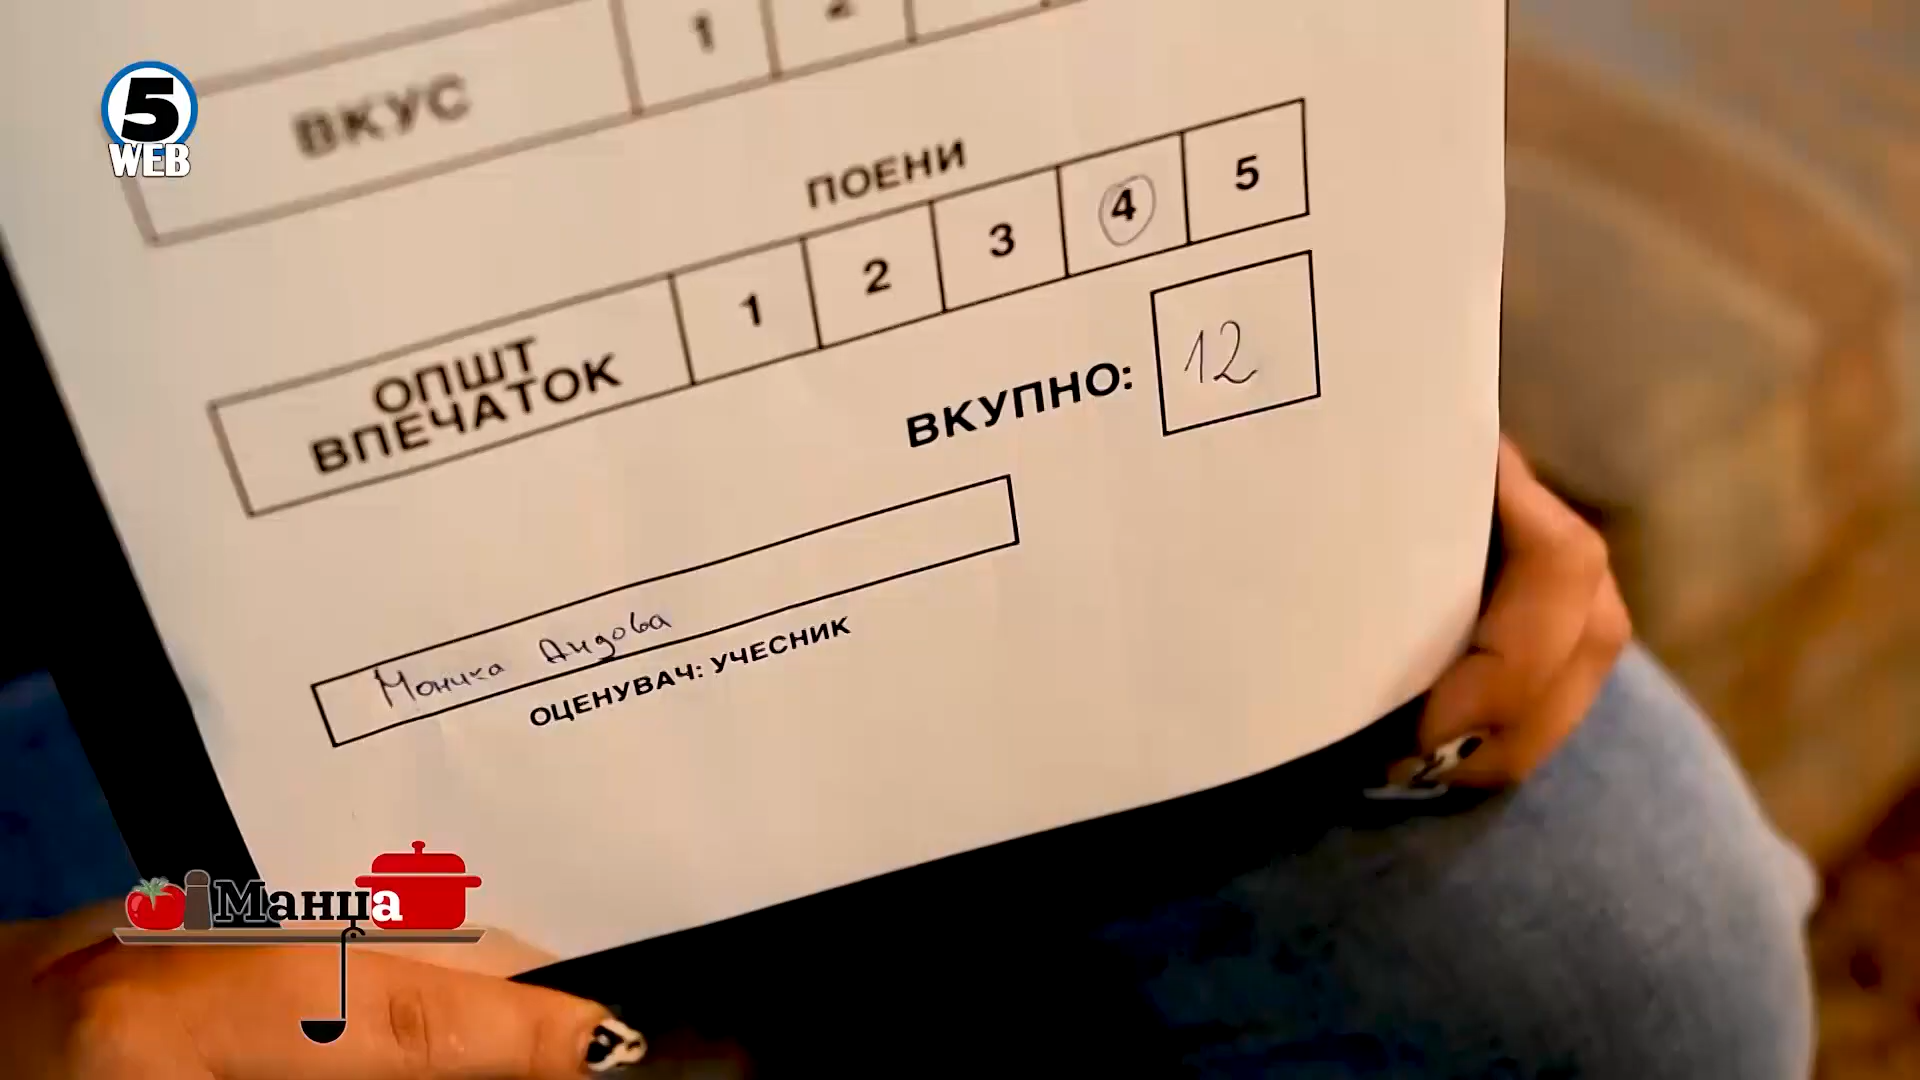 5
WEB
ВКУС 1 2
ПОЕНИ
ОПШТ
ВПЕЧАТОК
1 2 3 4 5
ВКУПНО: 12
Моника Андова
ОЦЕНУВАЧ: УЧЕСНИК
Манџа